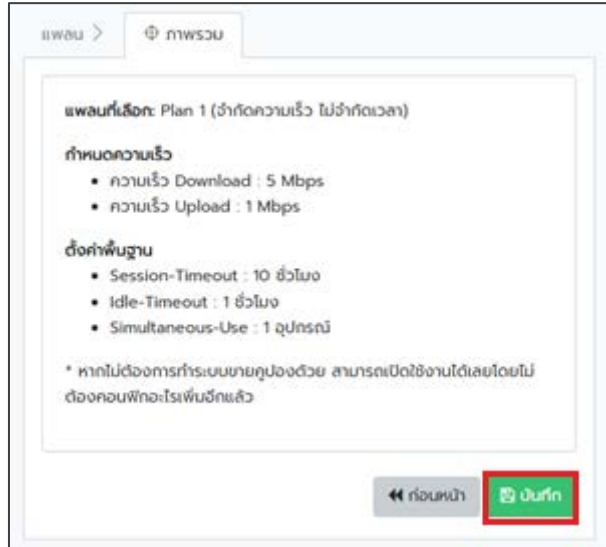 แพลน
ภาพรวม
แพลนที่เลือก: Plan 1 (จำกัดความเร็ว ไม่จำกัดเวลา)
กำหนดความเร็ว
• ความเร็ว Download : 5 Mbps
• ความเร็ว Upload : 1 Mbps
ตั้งค่าพื้นฐาน
• Session-Timeout : 10 ชั่วโมง
• Idle-Timeout : 1 ชั่วโมง
• Simultaneous-Use : 1 อุปกรณ์
* หากไม่ต้องการทำระบบขายคูปองด้วย สามารถเปิดใช้งานได้เลยโดยไม่
ต้องคอนฟิกอะไรเพิ่มอีกแล้ว
ก่อนหน้า
บันทึก